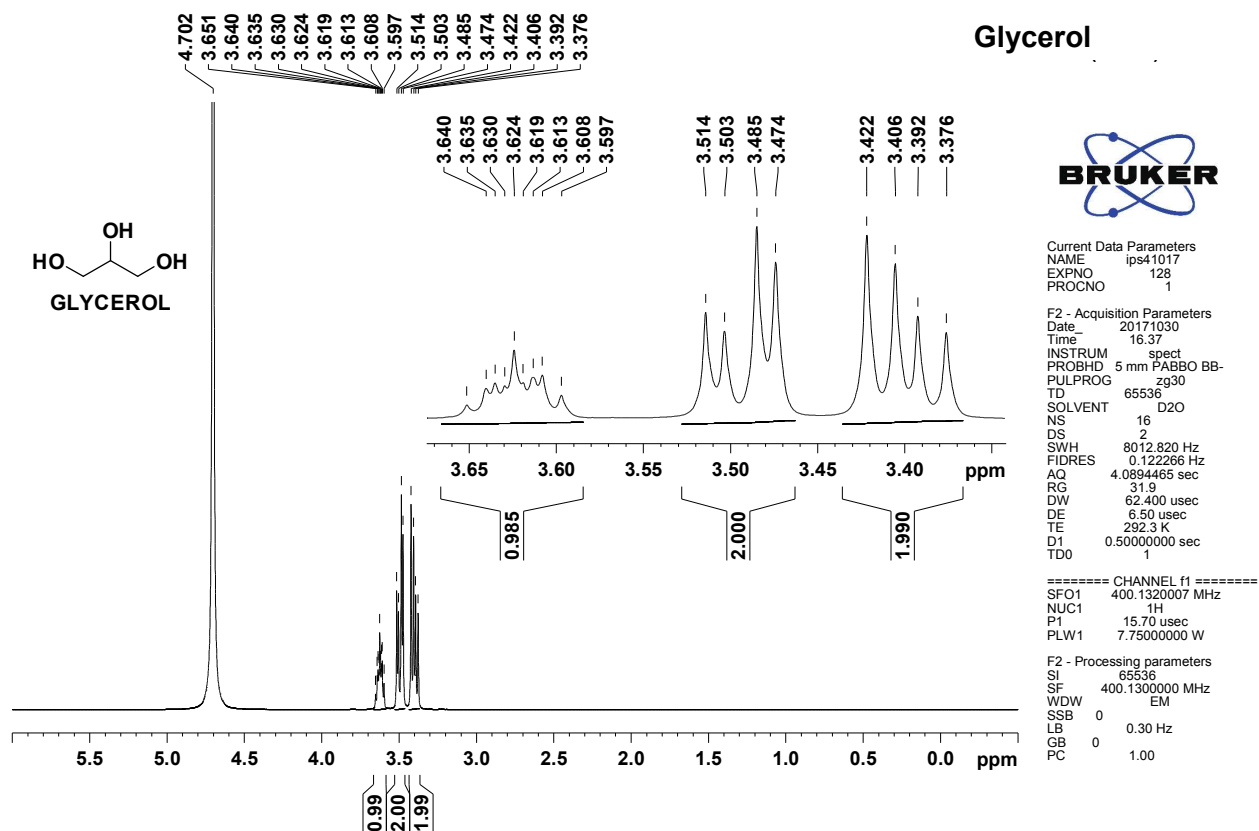 Glycerol
4.702
3.651
3.640
3.635
3.630
3.624
3.619
3.613
3.608
3.597
3.514
3.503
3.485
3.474
3.422
3.406
3.392
3.376
3.640
3.635
3.630
3.624
3.619
3.613
3.608
3.597
3.514
3.503
3.485
3.474
3.422
3.406
3.392
3.376
OH
HO OH
GLYCEROL
3.65 3.60 3.55 3.50 3.45 3.40 ppm
0.985
2.000
1.990
5.5 5.0 4.5 4.0 3.5 3.0 2.5 2.0 1.5 1.0 0.5 0.0 ppm
0.99
2.00
1.99
BRUKER
Current Data Parameters
NAME ips41017
EXPNO 128
PROCNO 1
F2 - Acquisition Parameters
Date_ 20171030
Time 16.37
INSTRUM spect
PROBHD 5 mm PABBO BB-
PULPROG zg30
TD 65536
SOLVENT D2O
NS 16
DS 2
SWH 8012.820 Hz
FIDRES 0.122266 Hz
AQ 4.0894465 sec
RG 31.9
DW 62.400 usec
DE 6.50 usec
TE 292.3 K
D1 0.50000000 sec
TD0 1
======== CHANNEL f1 ========
SFO1 400.1320007 MHz
NUC1 1H
P1 15.70 usec
PLW1 7.75000000 W
F2 - Processing parameters
SI 65536
SF 400.1300000 MHz
WDW EM
SSB 0
LB 0.30 Hz
GB 0
PC 1.00